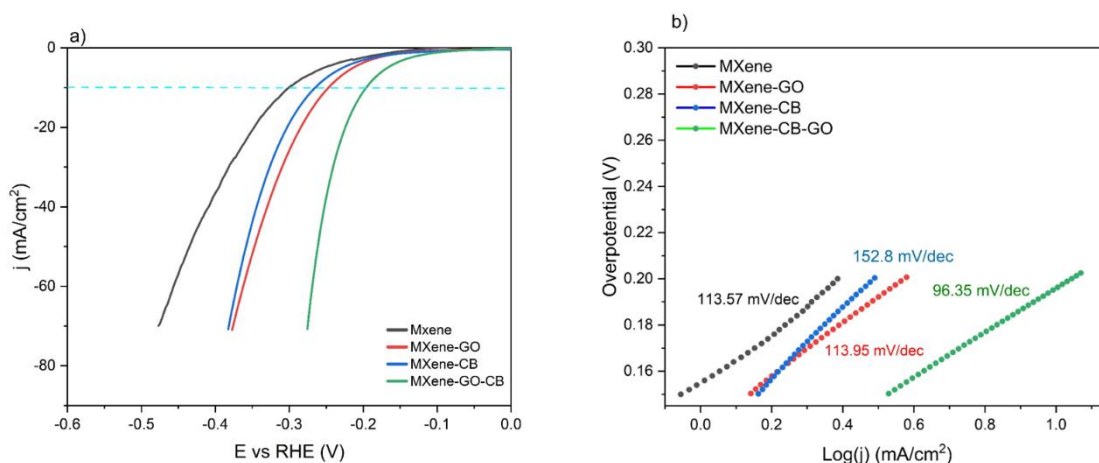 a)
0
-20
-40
-60
-80
j (mA/cm²)
-0.6
-0.5
-0.4
-0.3
-0.2
-0.1
0.0
E vs RHE (V)
Mxene
MXene-GO
MXene-CB
MXene-GO-CB
b)
0.30
0.28
0.26
0.24
0.22
0.20
0.18
0.16
Overpotential (V)
MXene
MXene-GO
MXene-CB
MXene-CB-GO
152.8 mV/dec
113.57 mV/dec
96.35 mV/dec
113.95 mV/dec
0.0
0.2
0.4
0.6
0.8
1.0
Log(j) (mA/cm²)